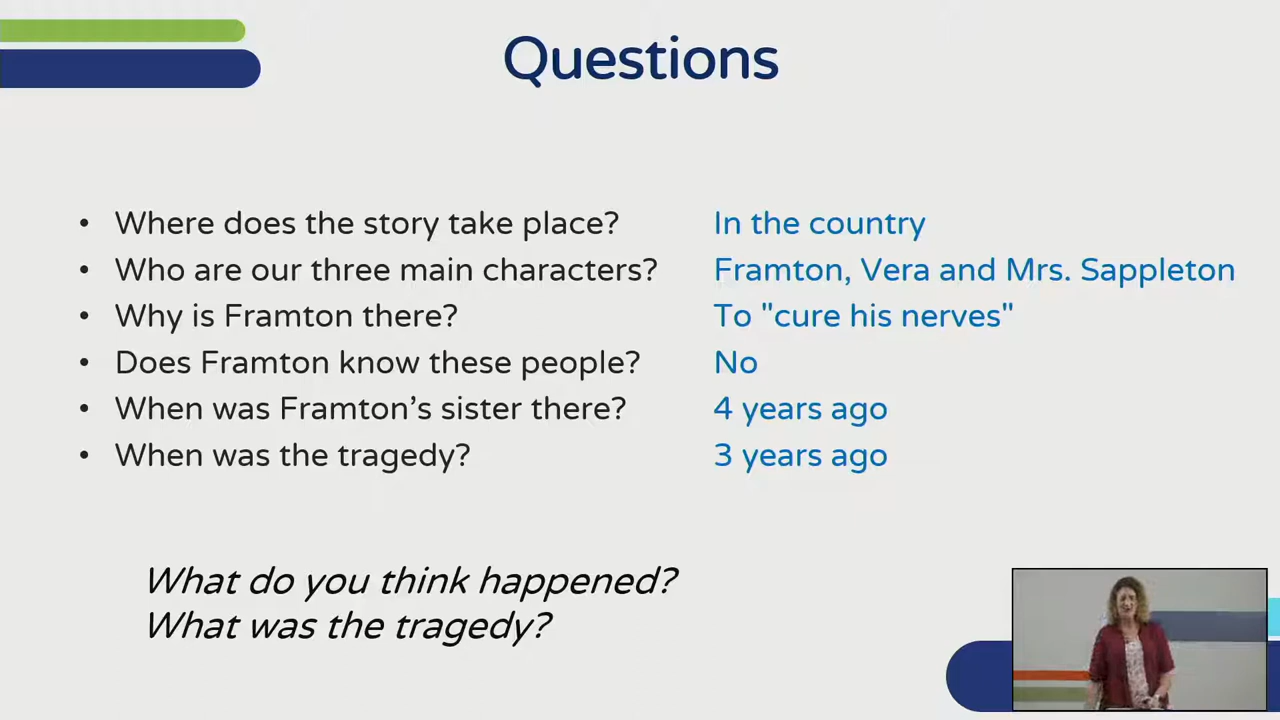 Questions
• Where does the story take place? In the country
• Who are our three main characters? Framton, Vera and Mrs. Sappleton
• Why is Framton there? To "cure his nerves"
• Does Framton know these people? No
• When was Framton’s sister there? 4 years ago
• When was the tragedy? 3 years ago
What do you think happened?
What was the tragedy?